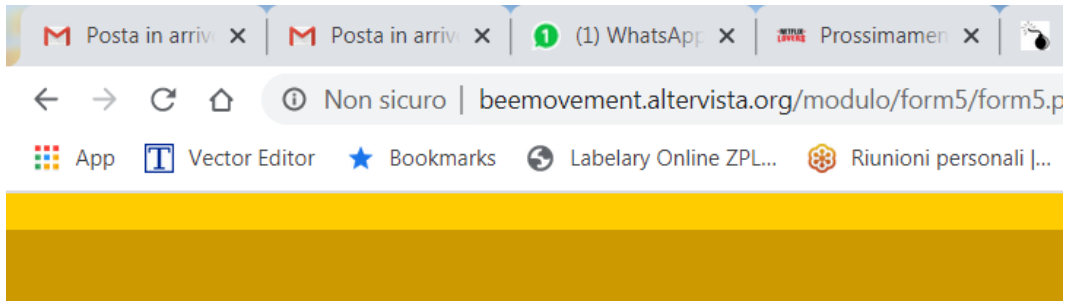 Posta in arriv Posta in arriv (1) WhatsApp Prossimamen
Non sicuro | beemovement.altervista.org/modulo/form5/form5.p
App Vector Editor Bookmarks Labelary Online ZPL... Riunioni personali |...